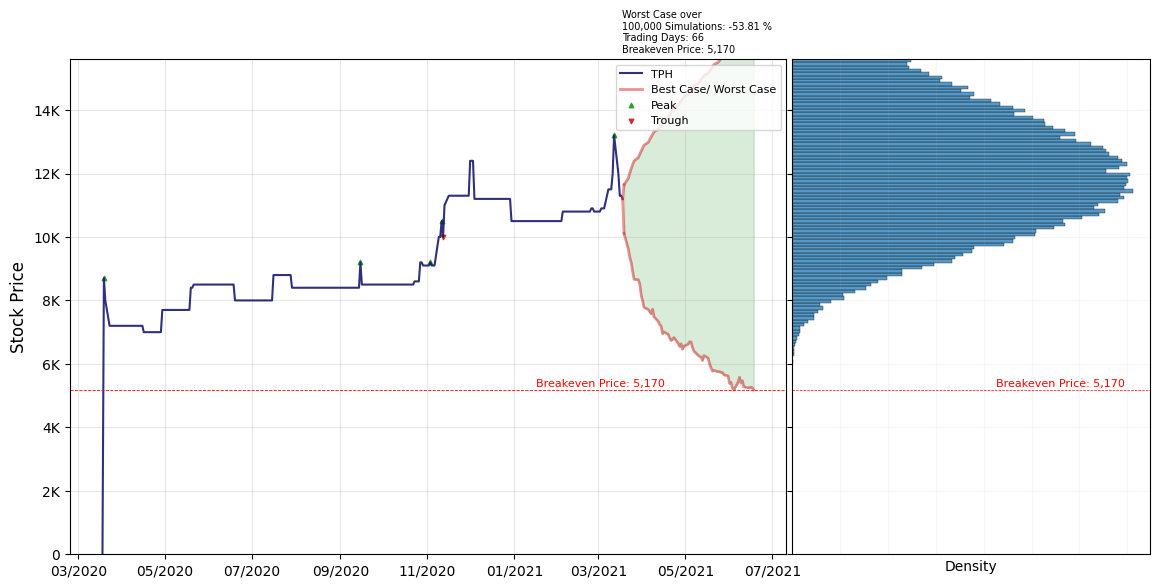 Worst Case over
100,000 Simulations: -53.81 %
Trading Days: 66
Breakeven Price: 5,170
TPH
Best Case/ Worst Case
Peak
Trough
Stock Price
14K
12K
10K
8K
6K
4K
2K
0
Breakeven Price: 5,170
Breakeven Price: 5,170
03/2020 05/2020 07/2020 09/2020 11/2020 01/2021 03/2021 05/2021 07/2021
Density